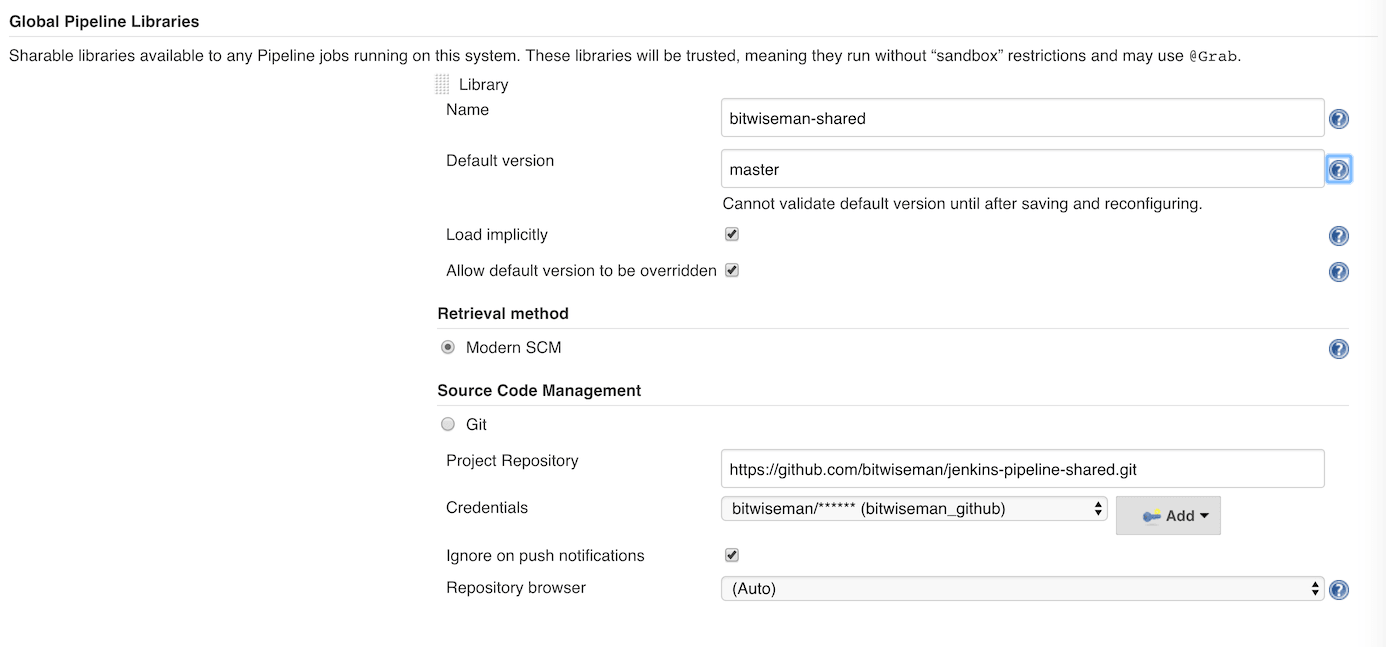 Global Pipeline Libraries
Sharable libraries available to any Pipeline jobs running on this system. These libraries will be trusted, meaning they run without “sandbox” restrictions and may use @Grab.
Library
Name bitwiseman-shared
Default version master
Cannot validate default version until after saving and reconfiguring.
Load implicitly
Allow default version to be overridden
Retrieval method
Modern SCM
Source Code Management
Git
Project Repository https://github.com/bitwiseman/jenkins-pipeline-shared.git
Credentials bitwiseman/****** (bitwiseman_github) Add
Ignore on push notifications
Repository browser (Auto)